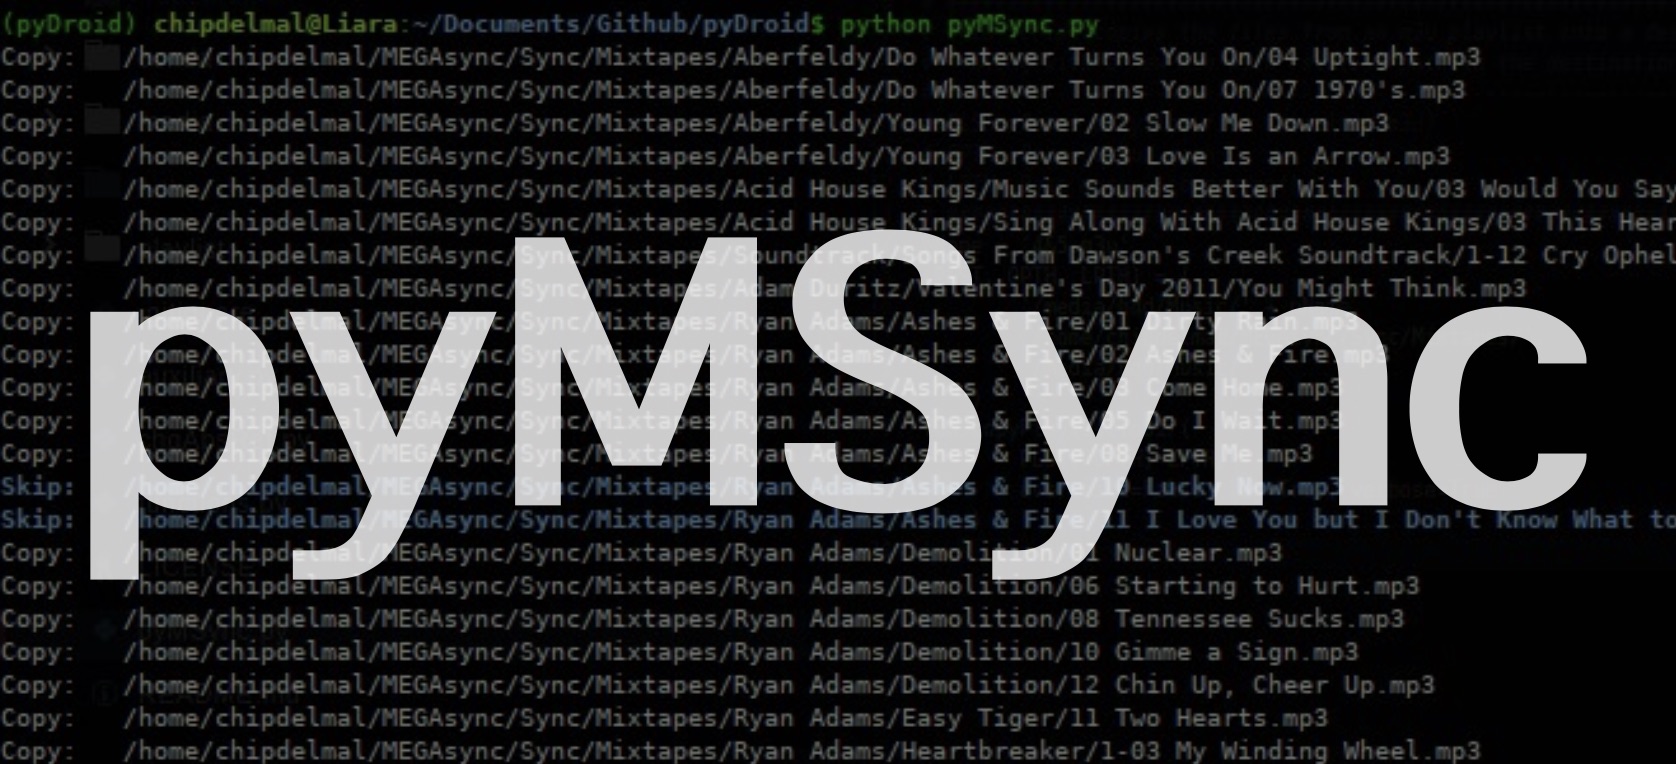 (pyDroid) chipdelmal@Liara:~/Documents/Github/pyDroid$ python pyMSync.py
Copy: /home/chipdelmal/MEGAsync/Sync/Mixtapes/Aberfeldy/Do Whatever Turns You On/04 Uptight.mp3
Copy: /home/chipdelmal/MEGAsync/Sync/Mixtapes/Aberfeldy/Do Whatever Turns You On/07 1970's.mp3
Copy: /home/chipdelmal/MEGAsync/Sync/Mixtapes/Aberfeldy/Young Forever/02 Slow Me Down.mp3
Copy: /home/chipdelmal/MEGAsync/Sync/Mixtapes/Aberfeldy/Young Forever/03 Love Is an Arrow.mp3
Copy: /home/chipdelmal/MEGAsync/Sync/Mixtapes/Acid House Kings/Music Sounds Better With You/03 Would You Say
Copy: /home/chipdelmal/MEGAsync/Sync/Mixtapes/Acid House Kings/Sing Along With Acid House Kings/03 This Hear
Copy: /home/chipdelmal/MEGAsync/Sync/Mixtapes/Soundtrack/Songs From Dawson's Creek Soundtrack/1-12 Cry Ophel
Copy: /home/chipdelmal/MEGAsync/Sync/Mixtapes/Adam Duritz/Valentine's Day 2011/You Might Think.mp3
Copy: /home/chipdelmal/MEGAsync/Sync/Mixtapes/Ryan Adams/Ashes & Fire/01 Dirty Rain.mp3
Copy: /home/chipdelmal/MEGAsync/Sync/Mixtapes/Ryan Adams/Ashes & Fire/02 Ashes & Fire.mp3
Copy: /home/chipdelmal/MEGAsync/Sync/Mixtapes/Ryan Adams/Ashes & Fire/03 Come Home.mp3
Copy: /home/chipdelmal/MEGAsync/Sync/Mixtapes/Ryan Adams/Ashes & Fire/05 Do I Wait.mp3
Copy: /home/chipdelmal/MEGAsync/Sync/Mixtapes/Ryan Adams/Ashes & Fire/08 Save Me.mp3
Skip: /home/chipdelmal/MEGAsync/Sync/Mixtapes/Ryan Adams/Ashes & Fire/10 Lucky Now.mp3
Skip: /home/chipdelmal/MEGAsync/Sync/Mixtapes/Ryan Adams/Ashes & Fire/11 I Love You but I Don't Know What to
Copy: /home/chipdelmal/MEGAsync/Sync/Mixtapes/Ryan Adams/Demolition/01 Nuclear.mp3
Copy: /home/chipdelmal/MEGAsync/Sync/Mixtapes/Ryan Adams/Demolition/06 Starting to Hurt.mp3
Copy: /home/chipdelmal/MEGAsync/Sync/Mixtapes/Ryan Adams/Demolition/08 Tennessee Sucks.mp3
Copy: /home/chipdelmal/MEGAsync/Sync/Mixtapes/Ryan Adams/Demolition/10 Gimme a Sign.mp3
Copy: /home/chipdelmal/MEGAsync/Sync/Mixtapes/Ryan Adams/Demolition/12 Chin Up, Cheer Up.mp3
Copy: /home/chipdelmal/MEGAsync/Sync/Mixtapes/Ryan Adams/Easy Tiger/11 Two Hearts.mp3
Copy: /home/chipdelmal/MEGAsync/Sync/Mixtapes/Ryan Adams/Heartbreaker/1-03 My Winding Wheel.mp3
pyMSync